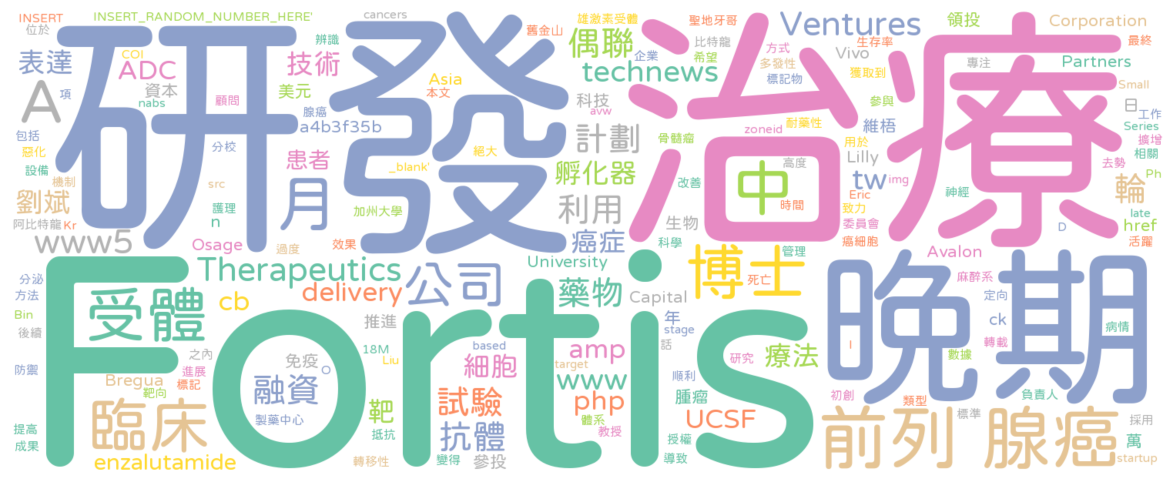 INSERT_RANDOM_NUMBER_HERE'
INSERT
位於
cancers
雄激素受體
聖地牙哥
Ventures
領投
Corporation
研發
治療
表達
COI
ADC
辨識
技術
舊金山
偶聯
企業
比特龍
希望
方式
多發性
生存率
Vivo
獲取到
專注
最終
Partners
Small
A
項
nabs
資本
顧問
腺癌
美元
Asia
本文
technews
標記物
參與
日
工作
Series
包括
惡化
設備
機制
分校
患者
a4b3f35b
_blank'
絕大
科技
avw
計劃
zoneid
骨髓瘤
耐藥性
維梧
用於
擴增
相關
去勢
Lilly
高度
劉斌
src
月
護理
n
加州大學
孵化器
利用
改善
中
時間
tw
Eric
img
致力
神經
輪
Ph
late
href
阿比特龍
Kr
www5
Osage
過度
效果
癌症
生物
科學
委員會
癌細胞
D
活躍
Fortis
晚期
分泌
方法
Bin
後續
防禦
受體
Therapeutics
cb
delivery
公司
University
藥物
Capital
博士
管理
死亡
Avalon
麻醉系
定向
ck
轉載
病情
推進
年
stage
話
l
之內
免疫
。
18M
Liu
based
細胞
target
amp
研究
療法
數據
進展
Bregua
標記
靶向
融資
製藥中心
靶
抵抗
試驗
www
php
體系
教授
順利
腫瘤
UCSF
授權
導致
初創
類型
負責人
標準
採用
提高
成果
臨床
enzalutamide
轉移性
變得
抗體
參投
前列
腺癌
萬
startup